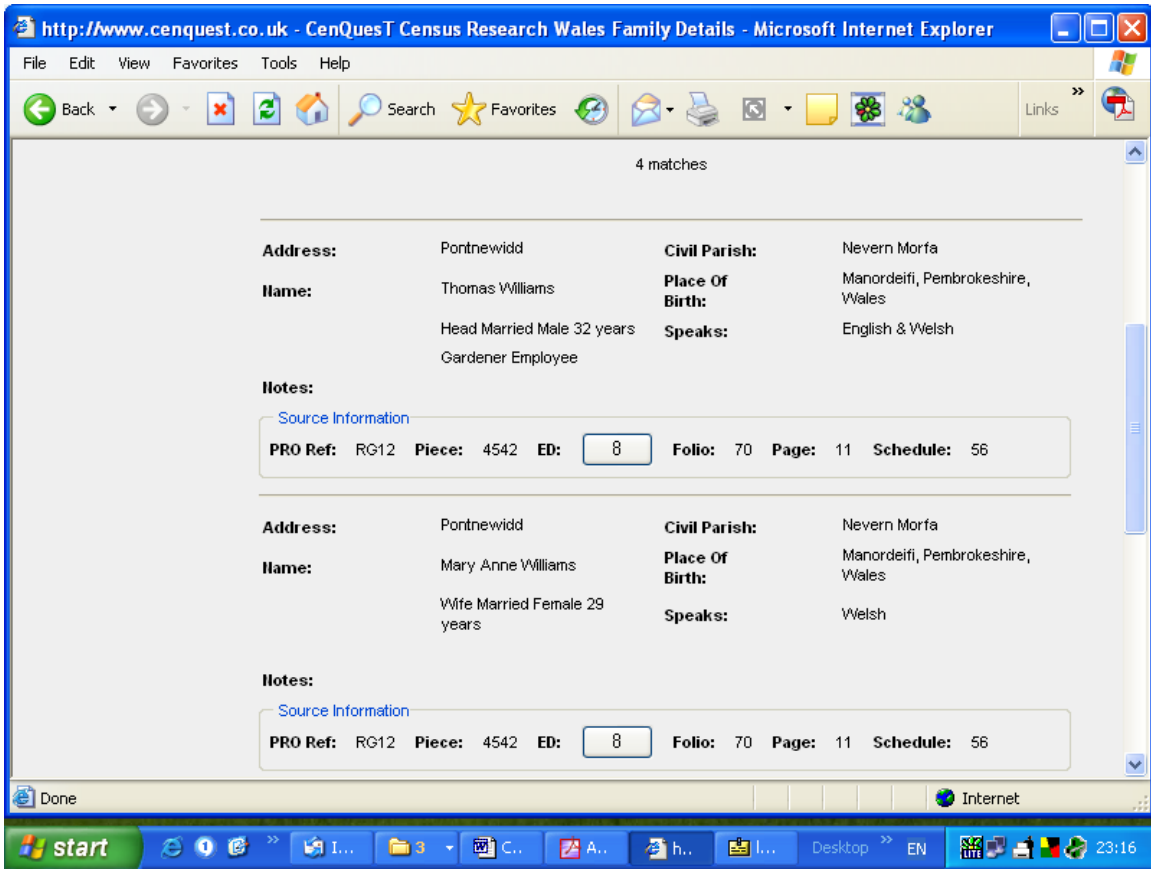 http://www.cenquest.co.uk - CenQuesT Census Research Wales Family Details - Microsoft Internet Explorer
File Edit View Favorites Tools Help
Back Search Favorites Links »
4 matches
Address: Pontnewidd Civil Parish: Nevern Morfa
Name: Thomas Williams Place Of Birth: Manordeifi, Pembrokeshire, Wales
Head Married Male 32 years Speaks: English & Welsh
Gardener Employee
Notes:
Source Information
PRO Ref: RG12 Piece: 4542 ED: 8 Folio: 70 Page: 11 Schedule: 56
Address: Pontnewidd Civil Parish: Nevern Morfa
Name: Mary Anne Williams Place Of Birth: Manordeifi, Pembrokeshire, Wales
Wife Married Female 29 years Speaks: Welsh
Notes:
Source Information
PRO Ref: RG12 Piece: 4542 ED: 8 Folio: 70 Page: 11 Schedule: 56
Done Internet
start » I... 3 C.. A.. h.. l... Desktop » EN LITE 23:16